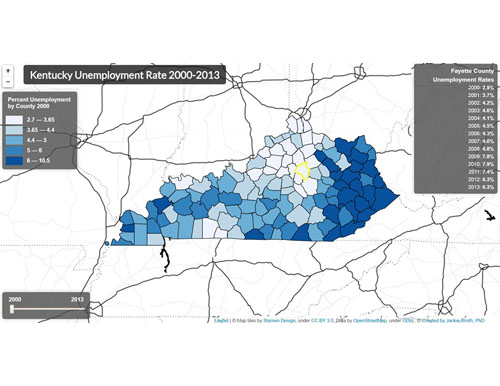 +
Kentucky Unemployment Rate 2000-2013
-
Percent Unemployment
by County 2000
2.7 — 3.65
3.65 — 4.4
4.4 — 5
5 — 6
6 — 10.5
Fayette County
Unemployment Rates
2000: 2.9%
2001: 3.7%
2002: 4.2%
2003: 4.6%
2004: 4.1%
2005: 4.5%
2006: 4.3%
2007: 4.0%
2008: 4.8%
2009: 7.8%
2010: 7.9%
2011: 7.4%
2012: 6.3%
2013: 6.3%
2000 2013
Leaflet | © Map tiles by Stamen Design, under CC BY 3.0. Data by OpenStreetMap, under ODbL. © Created by Jackie Smith, PhD